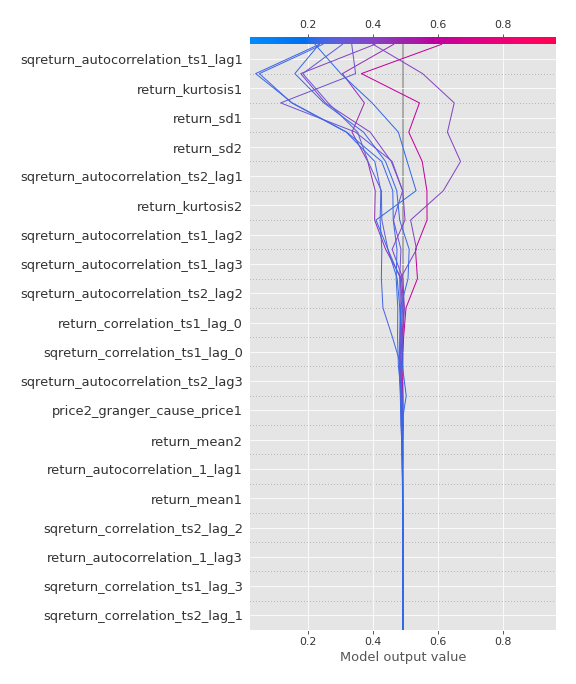 0.2 0.4 0.6 0.8
sqreturn_autocorrelation_ts1_lag1
return_kurtosis1
return_sd1
return_sd2
sqreturn_autocorrelation_ts2_lag1
return_kurtosis2
sqreturn_autocorrelation_ts1_lag2
sqreturn_autocorrelation_ts1_lag3
sqreturn_autocorrelation_ts2_lag2
return_correlation_ts1_lag_0
sqreturn_correlation_ts1_lag_0
sqreturn_autocorrelation_ts2_lag3
price2_granger_cause_price1
return_mean2
return_autocorrelation_1_lag1
return_mean1
sqreturn_correlation_ts2_lag_2
return_autocorrelation_1_lag3
sqreturn_correlation_ts1_lag_3
sqreturn_correlation_ts2_lag_1
0.2 0.4 0.6 0.8
Model output value